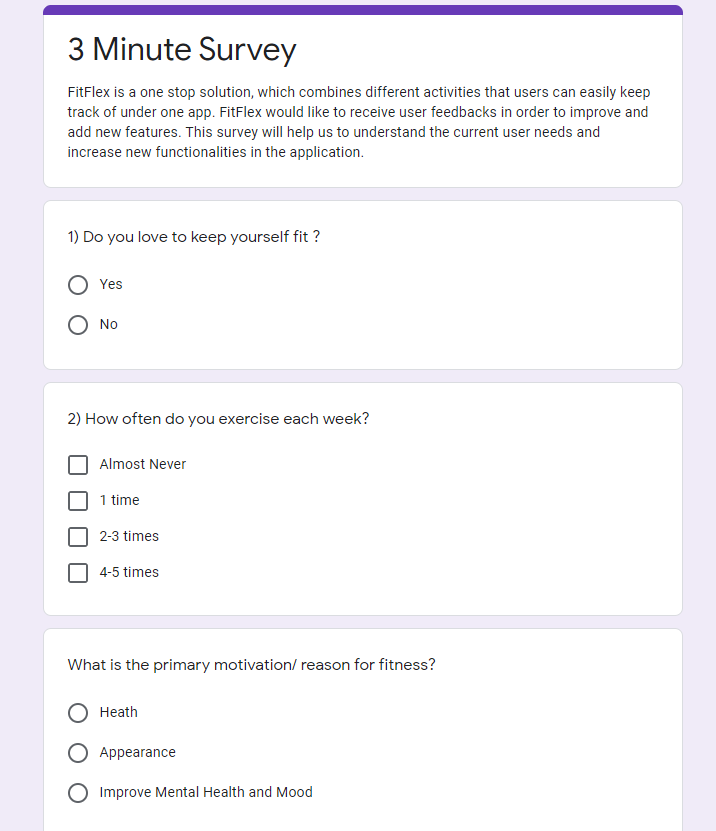 3 Minute Survey
FitFlex is a one stop solution, which combines different activities that users can easily keep
track of under one app. FitFlex would like to receive user feedbacks in order to improve and
add new features. This survey will help us to understand the current user needs and
increase new functionalities in the application.
1) Do you love to keep yourself fit ?
Yes
No
2) How often do you exercise each week?
Almost Never
1 time
2-3 times
4-5 times
What is the primary motivation/ reason for fitness?
Heath
Appearance
Improve Mental Health and Mood